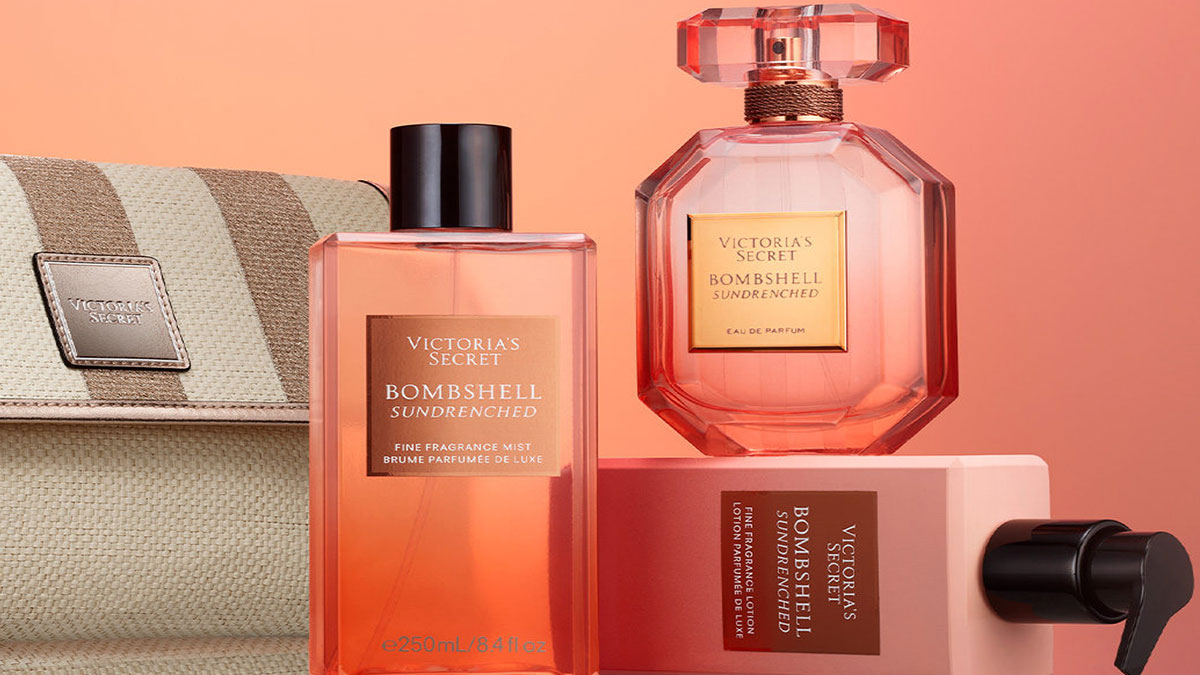 VICTORIA'S
SECRET
VICTORIA'S
SECRET
BOMBSHELL
SUNDRENCHED
FINE FRAGRANCE MIST
BRUME PARFUMÉE DE LUXE
e250mL/8.4 fl oz
VICTORIA'S
SECRET
BOMBSHELL
SUNDRENCHED
EAU DE PARFUM
VICTORIA'S
SECRET
BOMBSHELL
SUNDRENCHED
FINE FRAGRANCE LOTION
LOTION PARFUMÉE DE LUXE